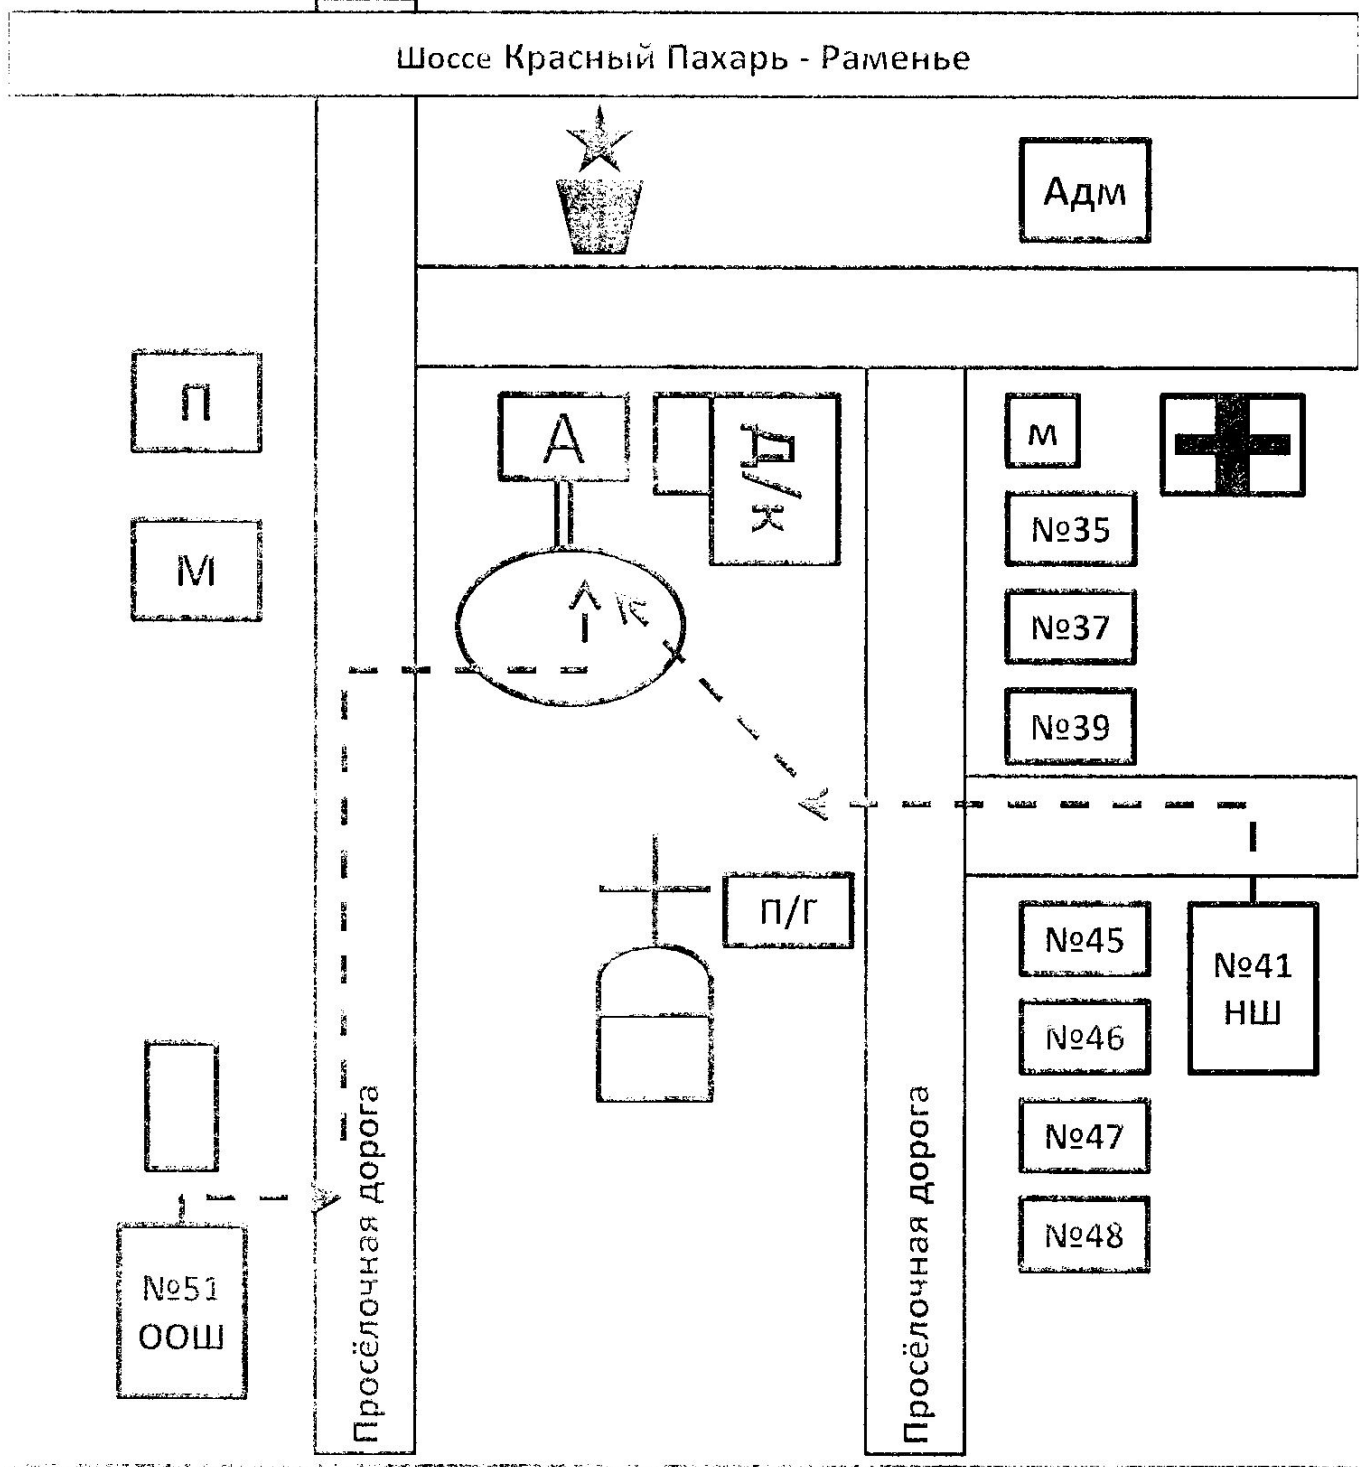 Шоссе Красный Пахарь - Раменье
Адм
П
А
Д/к
м
М
№35
№37
№39
п/г
№45
№41
НШ
№46
№47
№48
№51
ООШ
Просёлочная дорога
Просёлочная дорога